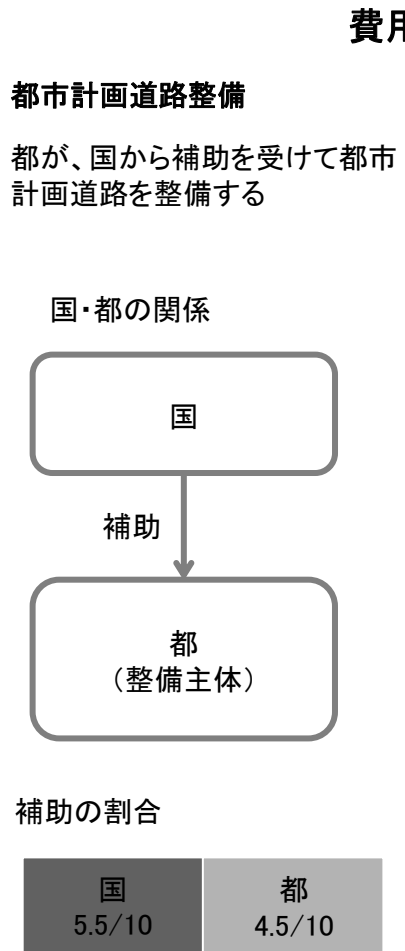 費用
都市計画道路整備
都が、国から補助を受けて都市
計画道路を整備する
国・都の関係
国
補助
都
（整備主体）
補助の割合
国
5.5/10
都
4.5/10